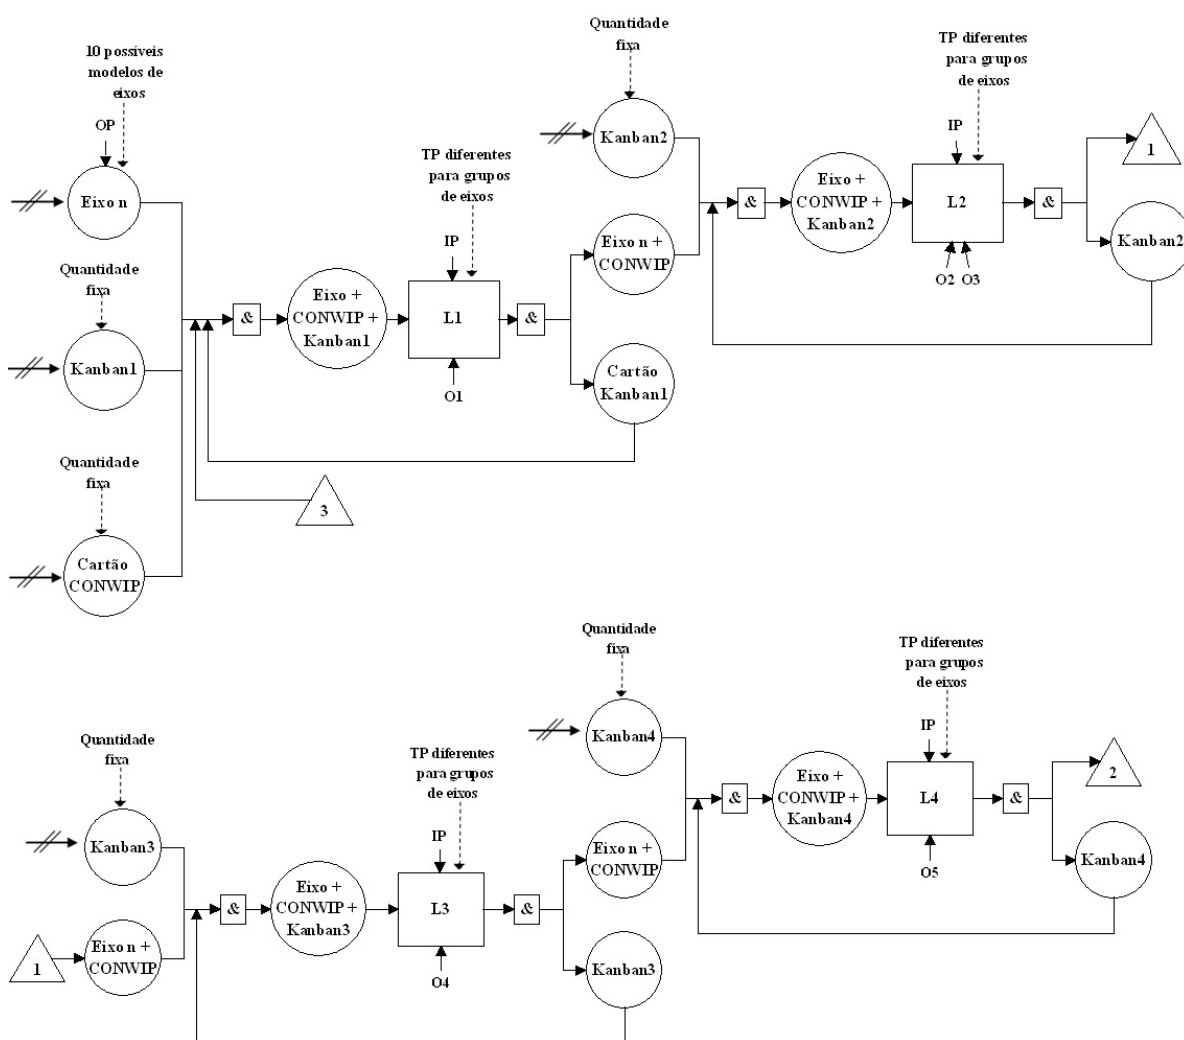 10 possíveis
modelos de
eixos
OP
Eixo n
Quantidade
fixa
Kanban1
Quantidade
fixa
Cartão
CONWIP
&
Eixo +
CONWIP +
Kanban1
TP diferentes
para grupos
de eixos
IP
L1
O1
&
3
Quantidade
fixa
Kanban2
Eixo n +
CONWIP
Cartão
Kanban1
&
Eixo +
CONWIP +
Kanban2
TP diferentes
para grupos
de eixos
IP
L2
O2 O3
&
1
Kanban2
Quantidade
fixa
Kanban3
1
Eixo n +
CONWIP
&
Eixo +
CONWIP +
Kanban3
TP diferentes
para grupos
de eixos
IP
L3
O4
&
Quantidade
fixa
Kanban4
Eixo n +
CONWIP
Kanban3
&
Eixo +
CONWIP +
Kanban4
TP diferentes
para grupos
de eixos
IP
L4
O5
&
2
Kanban4